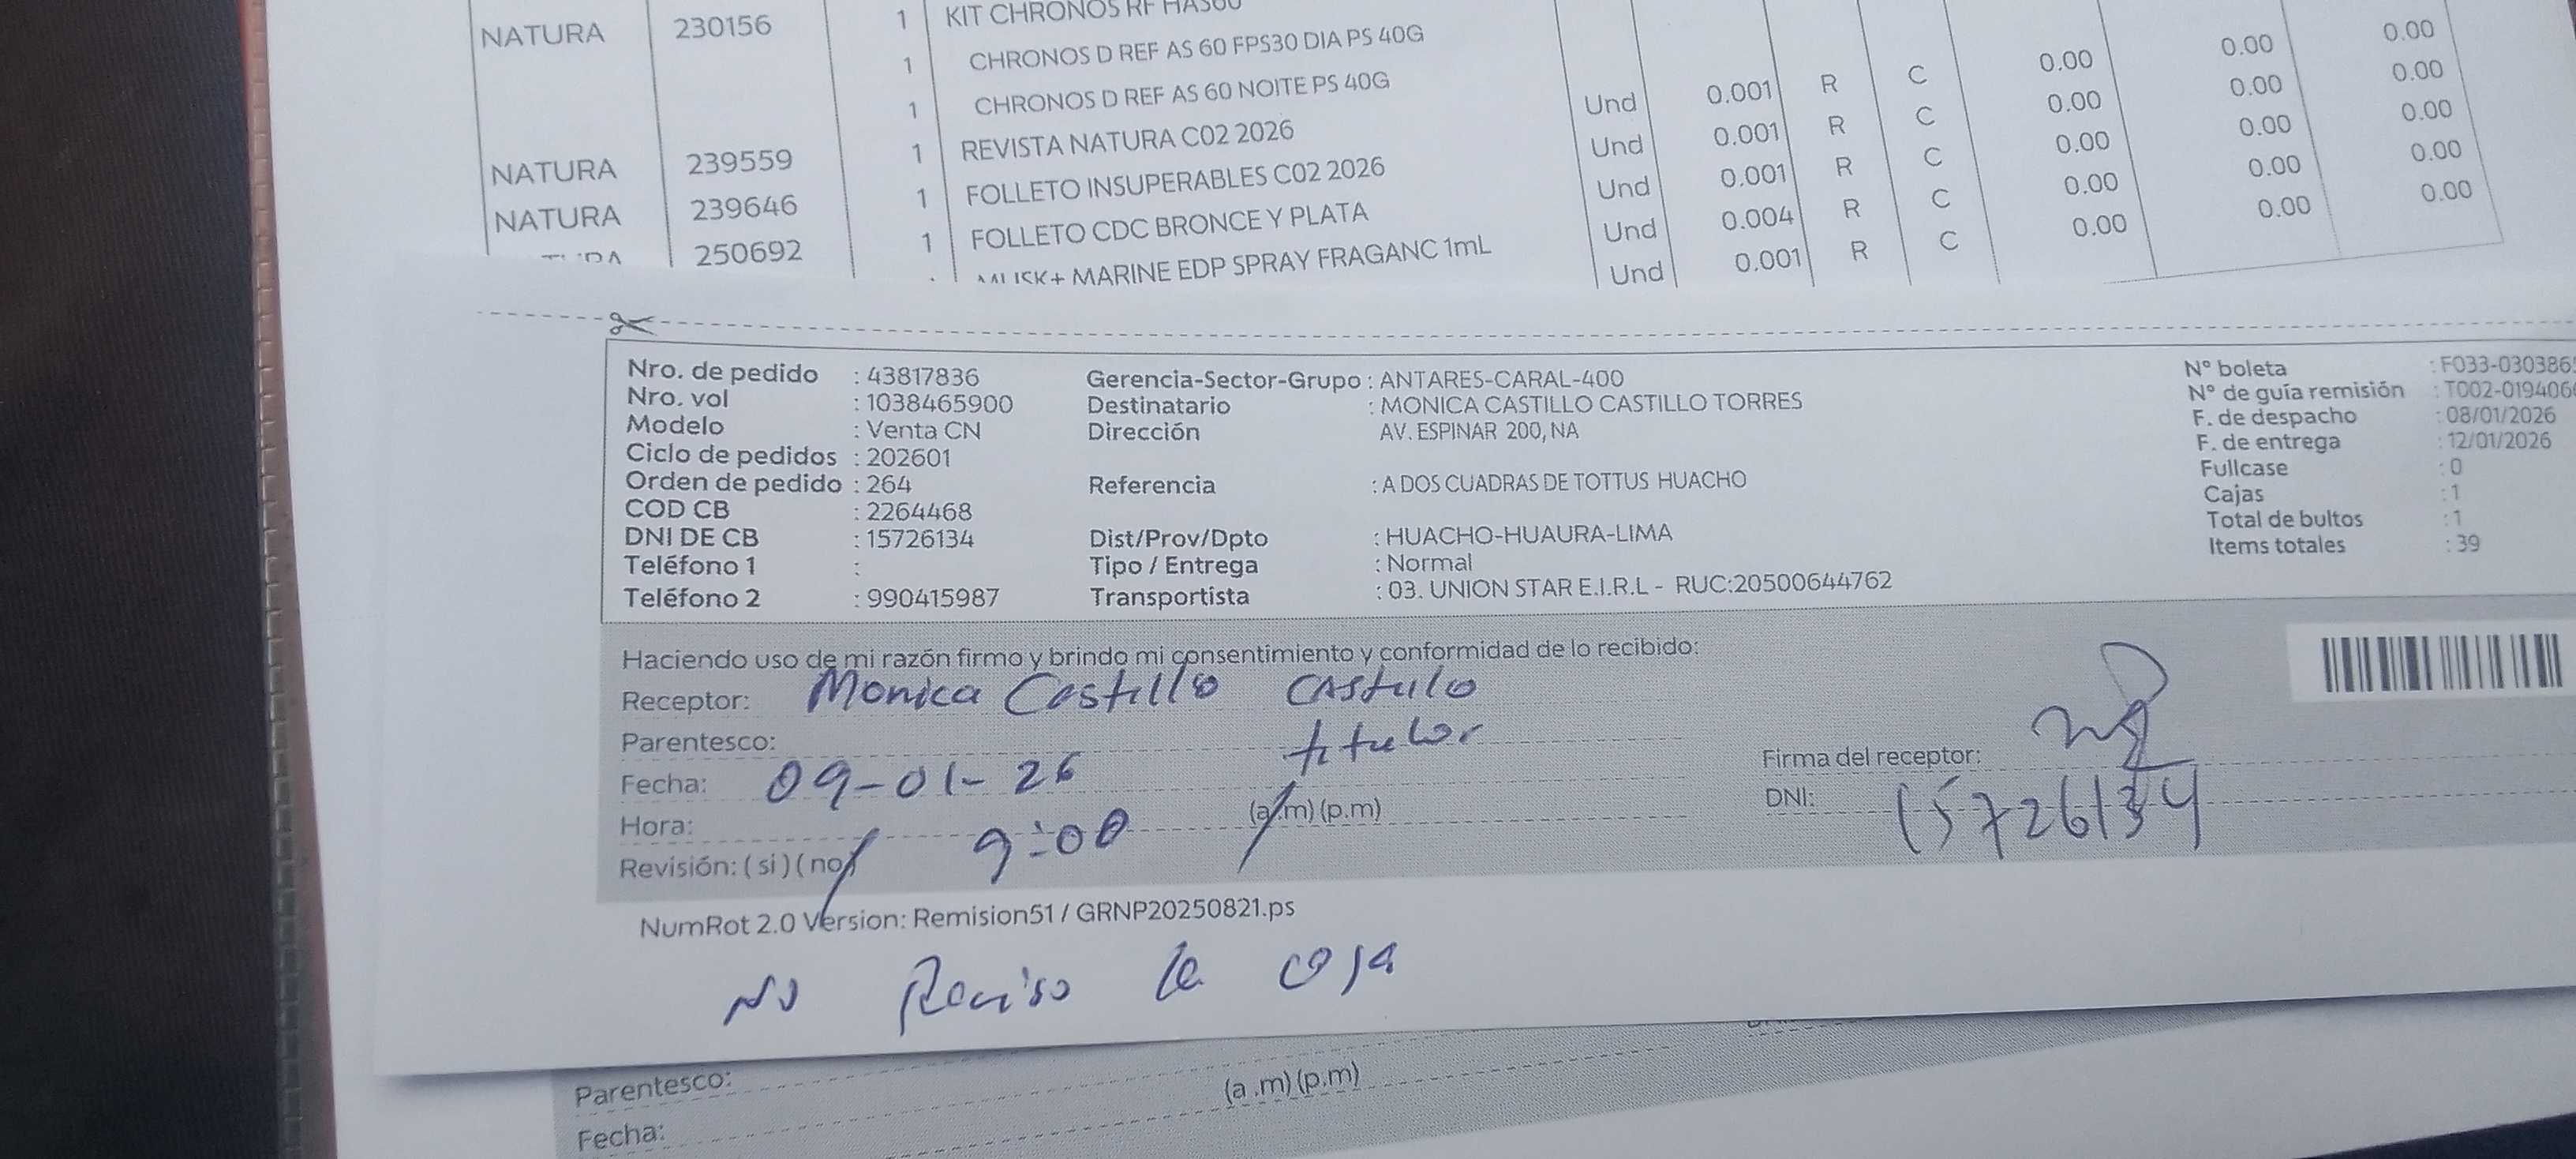 NATURA 230156 1 KIT CHRONOS RF HAS60
1 CHRONOS D REF AS 60 FPS30 DIA PS 40G
1 CHRONOS D REF AS 60 NOITE PS 40G Und 0.001 R C 0.00 0.00 0.00
NATURA 239559 1 REVISTA NATURA C02 2026 Und 0.001 R C 0.00 0.00 0.00
NATURA 239646 1 FOLLETO INSUPERABLES C02 2026 Und 0.001 R C 0.00 0.00 0.00
250692 1 FOLLETO CDC BRONCE Y PLATA Und 0.004 R C 0.00 0.00 0.00
MUSK+ MARINE EDP SPRAY FRAGANC 1mL Und 0.001 R C 0.00 0.00 0.00
Nro. de pedido : 43817836 Gerencia-Sector-Grupo : ANTARES-CARAL-400 N° boleta : F033-030386
Nro. vol : 1038465900 Destinatario : MONICA CASTILLO CASTILLO TORRES N° de guía remisión : T002-019406
Modelo : Venta CN Dirección AV. ESPINAR 200, NA F. de despacho : 08/01/2026
Ciclo de pedidos : 202601 F. de entrega : 12/01/2026
Orden de pedido : 264 Referencia : A DOS CUADRAS DE TOTTUS HUACHO Fullcase : 0
COD CB : 2264468 Cajas : 1
DNI DE CB : 15726134 Dist/Prov/Dpto : HUACHO-HUAURA-LIMA Total de bultos : 1
Teléfono 1 : Tipo / Entrega : Normal Items totales : 39
Teléfono 2 : 990415987 Transportista : 03. UNION STAR E.I.R.L - RUC:20500644762
Haciendo uso de mi razón firmo y brindo mi consentimiento y conformidad de lo recibido:
Receptor: Monica Castillo Castillo
Parentesco: titular
Fecha: 09-01-26 Firma del receptor:
Hora: 9:00 (a.m) (p.m) DNI: 15726134
Revisión: ( si ) ( no )
NumRot 2.0 Version: Remision51 / GRNP20250821.ps
No Reviso la caja
Parentesco: (a .m) (p.m)
Fecha: